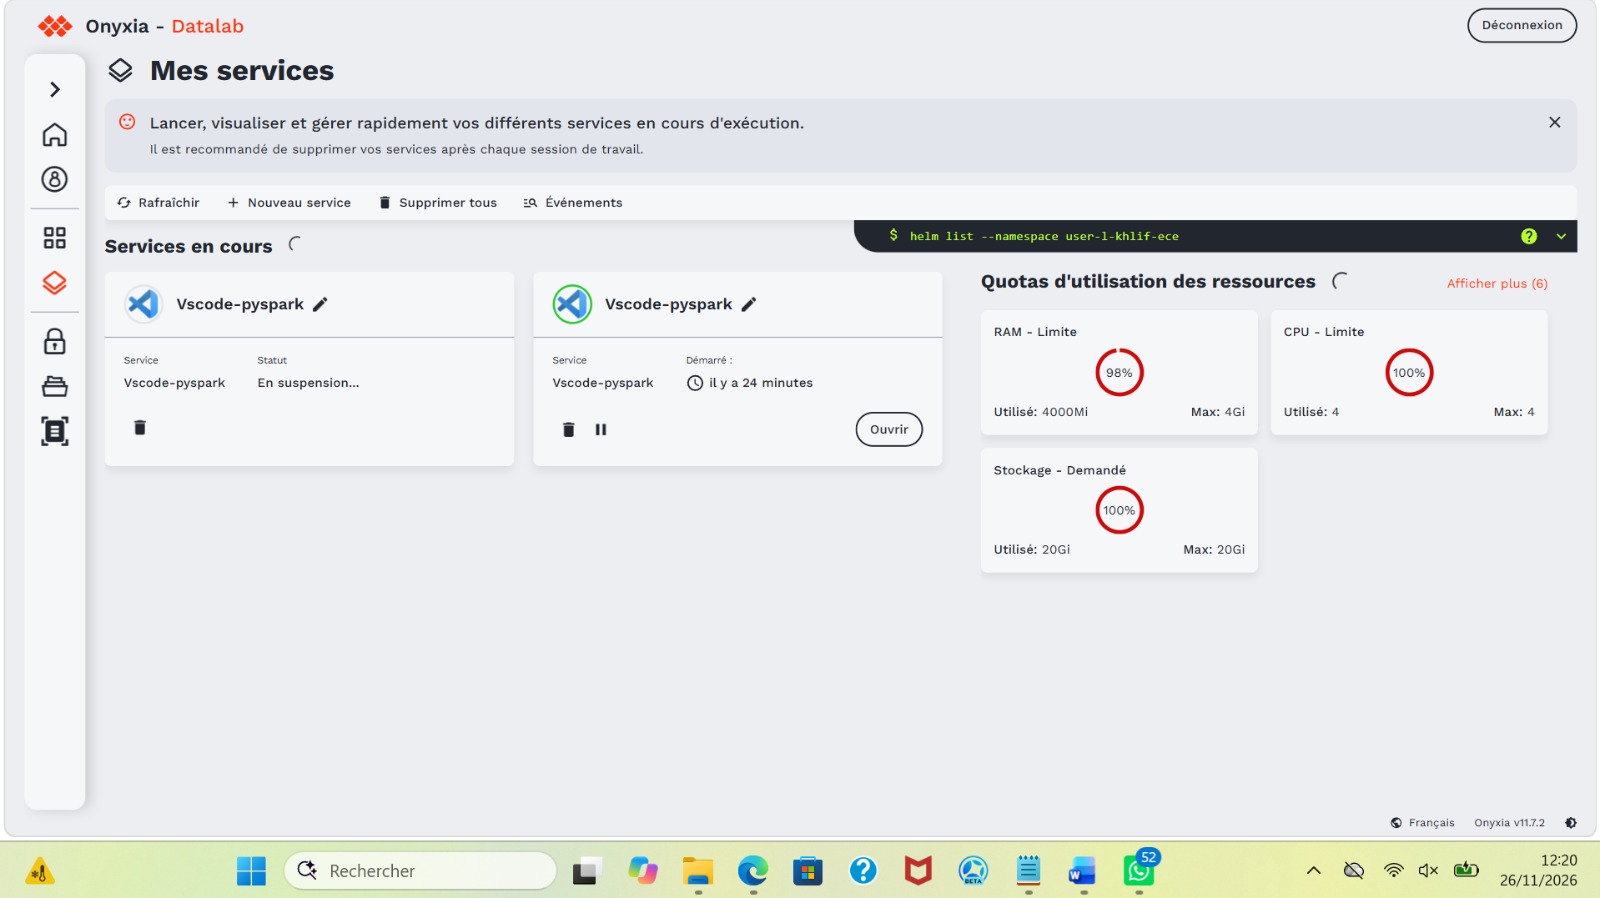 Onyxia - Datalab
Déconnexion
Mes services
Lancer, visualiser et gérer rapidement vos différents services en cours d'exécution.
Il est recommandé de supprimer vos services après chaque session de travail.
Rafraîchir
Nouveau service
Supprimer tous
Événements
$ helm list --namespace user-l-khlif-ece
?
Services en cours
Vscode-pyspark
Service
Statut
Vscode-pyspark
En suspension...
Vscode-pyspark
Service
Démarré :
Vscode-pyspark
il y a 24 minutes
Ouvrir
Quotas d'utilisation des ressources
Afficher plus (6)
RAM - Limite
98%
Utilisé: 4000Mi
Max: 4Gi
CPU - Limite
100%
Utilisé: 4
Max: 4
Stockage - Demandé
100%
Utilisé: 20Gi
Max: 20Gi
Français
Onyxia v11.7.2
Rechercher
?
BETA
W
52
12:20
26/11/2026